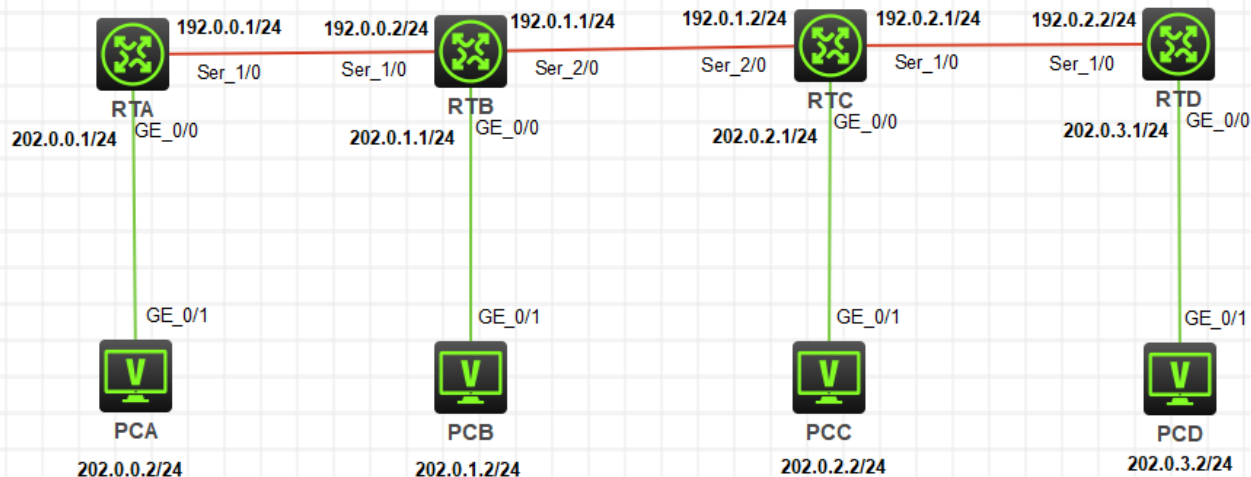 192.0.0.1/24
192.0.0.2/24
192.0.1.1/24
192.0.1.2/24
192.0.2.1/24
192.0.2.2/24
Ser_1/0
Ser_1/0
Ser_2/0
Ser_2/0
Ser_1/0
Ser_1/0
RTA
RTB
RTC
RTD
202.0.0.1/24
GE_0/0
202.0.1.1/24
GE_0/0
202.0.2.1/24
GE_0/0
202.0.3.1/24
GE_0/0
GE_0/1
GE_0/1
GE_0/1
GE_0/1
V
V
V
V
PCA
PCB
PCC
PCD
202.0.0.2/24
202.0.1.2/24
202.0.2.2/24
202.0.3.2/24